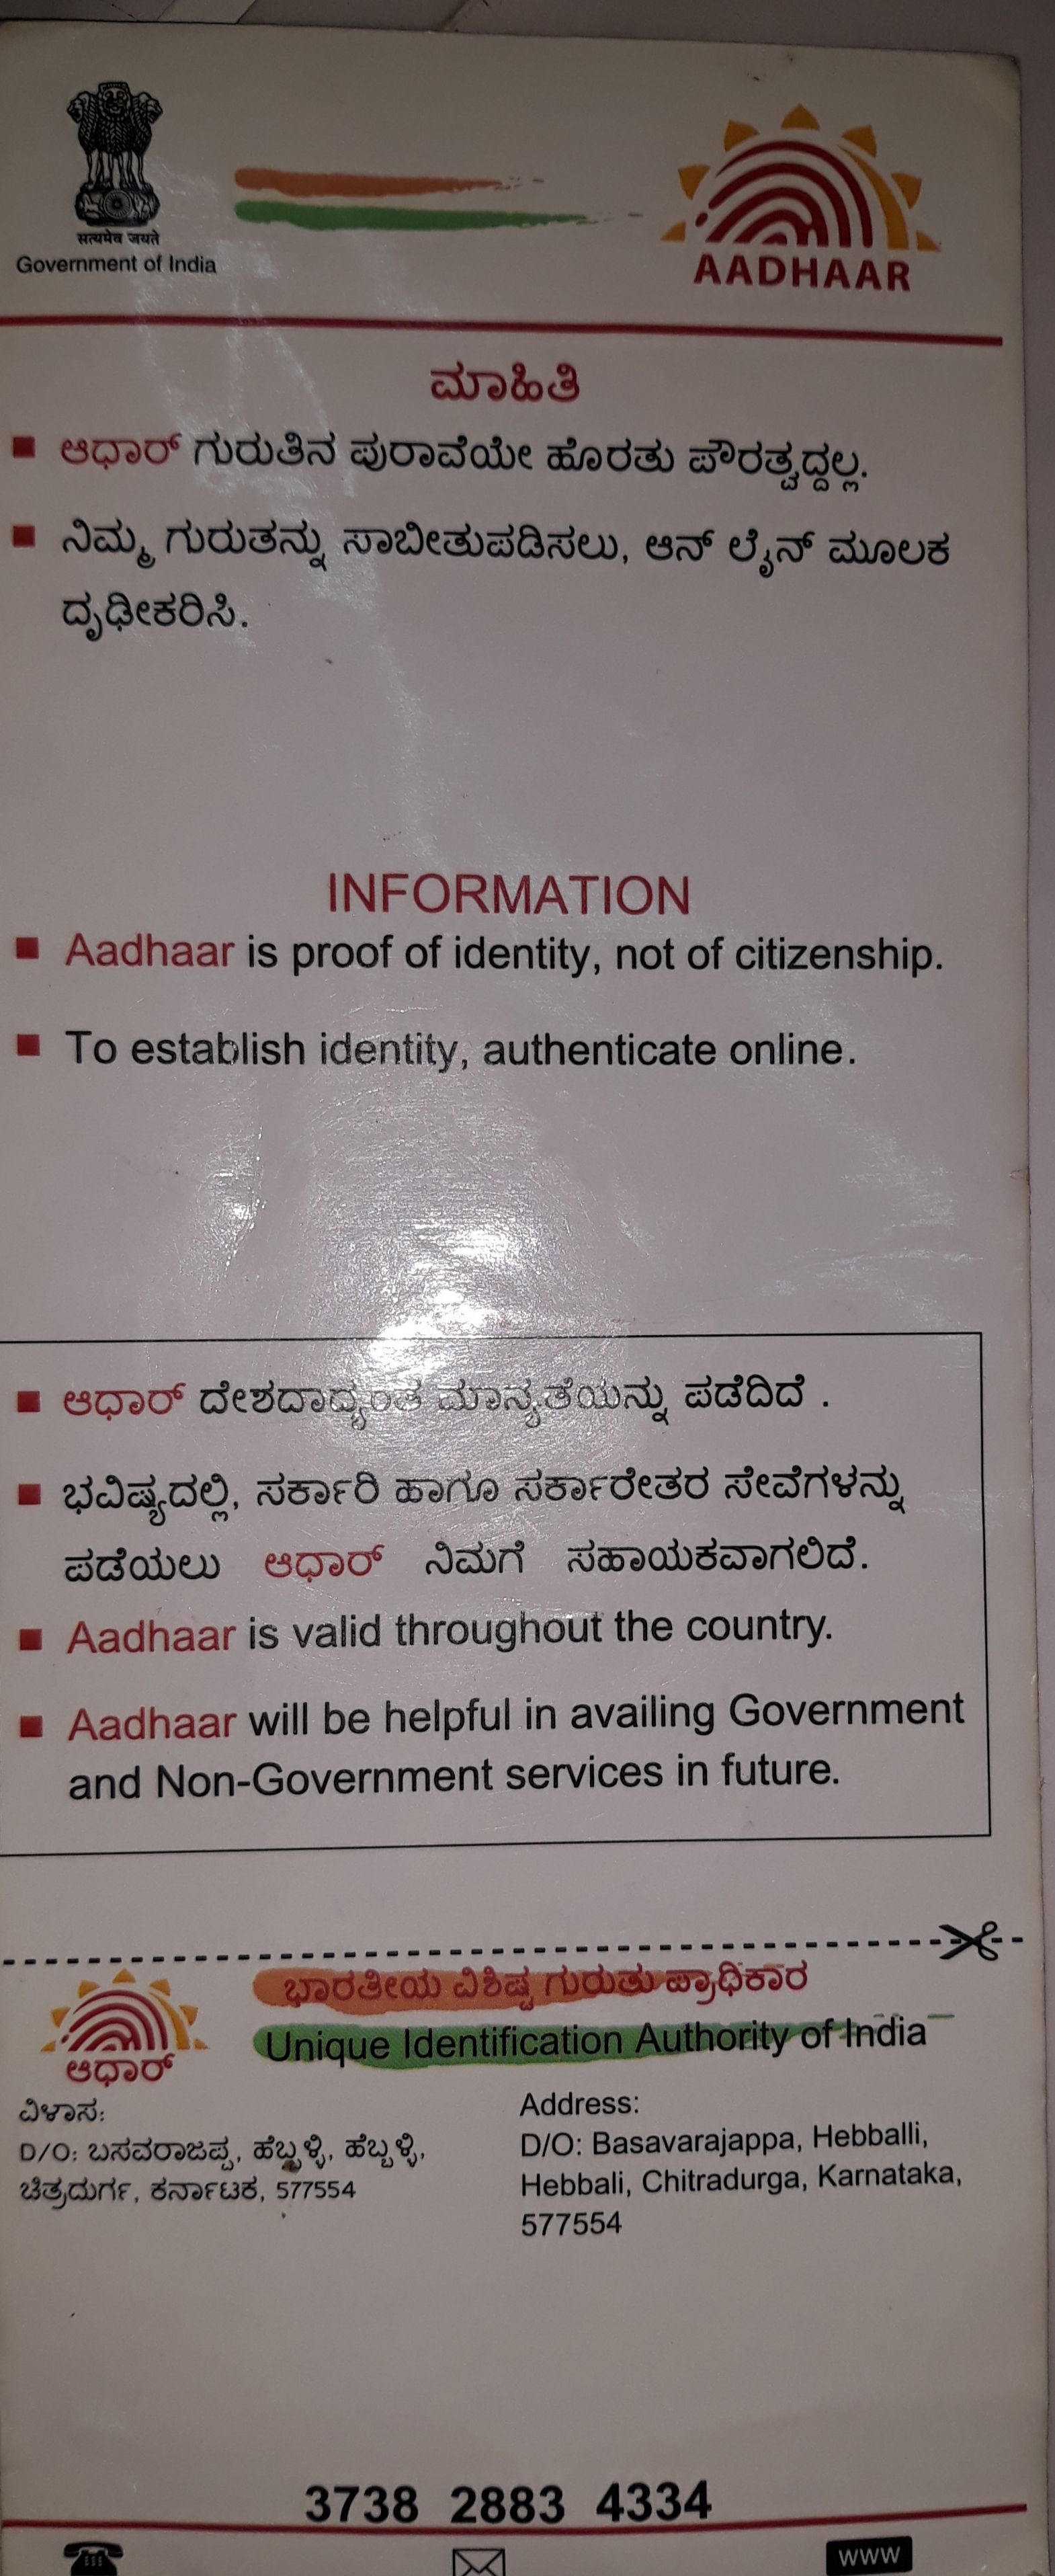 सत्यमेव जयते
Government of India
AADHAAR
ಮಾಹಿತಿ
ಆಧಾರ್ ಗುರುತಿನ ಪುರಾವೆಯೇ ಹೊರತು ಪೌರತ್ವದ್ದಲ್ಲ.
ನಿಮ್ಮ ಗುರುತನ್ನು ಸಾಬೀತುಪಡಿಸಲು, ಆನ್ ಲೈನ್ ಮೂಲಕ
ದೃಢೀಕರಿಸಿ.
INFORMATION
Aadhaar is proof of identity, not of citizenship.
To establish identity, authenticate online.
ಆಧಾರ್ ದೇಶದಾದ್ಯಂತ ಮಾನ್ಯತೆಯನ್ನು ಪಡೆದಿದೆ .
ಭವಿಷ್ಯದಲ್ಲಿ, ಸರ್ಕಾರಿ ಹಾಗೂ ಸರ್ಕಾರೇತರ ಸೇವೆಗಳನ್ನು
ಪಡೆಯಲು ಆಧಾರ್ ನಿಮಗೆ ಸಹಾಯಕವಾಗಲಿದೆ.
Aadhaar is valid throughout the country.
Aadhaar will be helpful in availing Government
and Non-Government services in future.
ಭಾರತೀಯ ವಿಶಿಷ್ಟ ಗುರುತು ಪ್ರಾಧಿಕಾರ
Unique Identification Authority of India
ಆಧಾರ್
ವಿಳಾಸ:
D/O: ಬಸವರಾಜಪ್ಪ, ಹೆಬ್ಬಳ್ಳಿ, ಹೆಬ್ಬಳ್ಳಿ,
ಚಿತ್ರದುರ್ಗ, ಕರ್ನಾಟಕ, 577554
Address:
D/O: Basavarajappa, Hebballi,
Hebbali, Chitradurga, Karnataka,
577554
3738 2883 4334
www